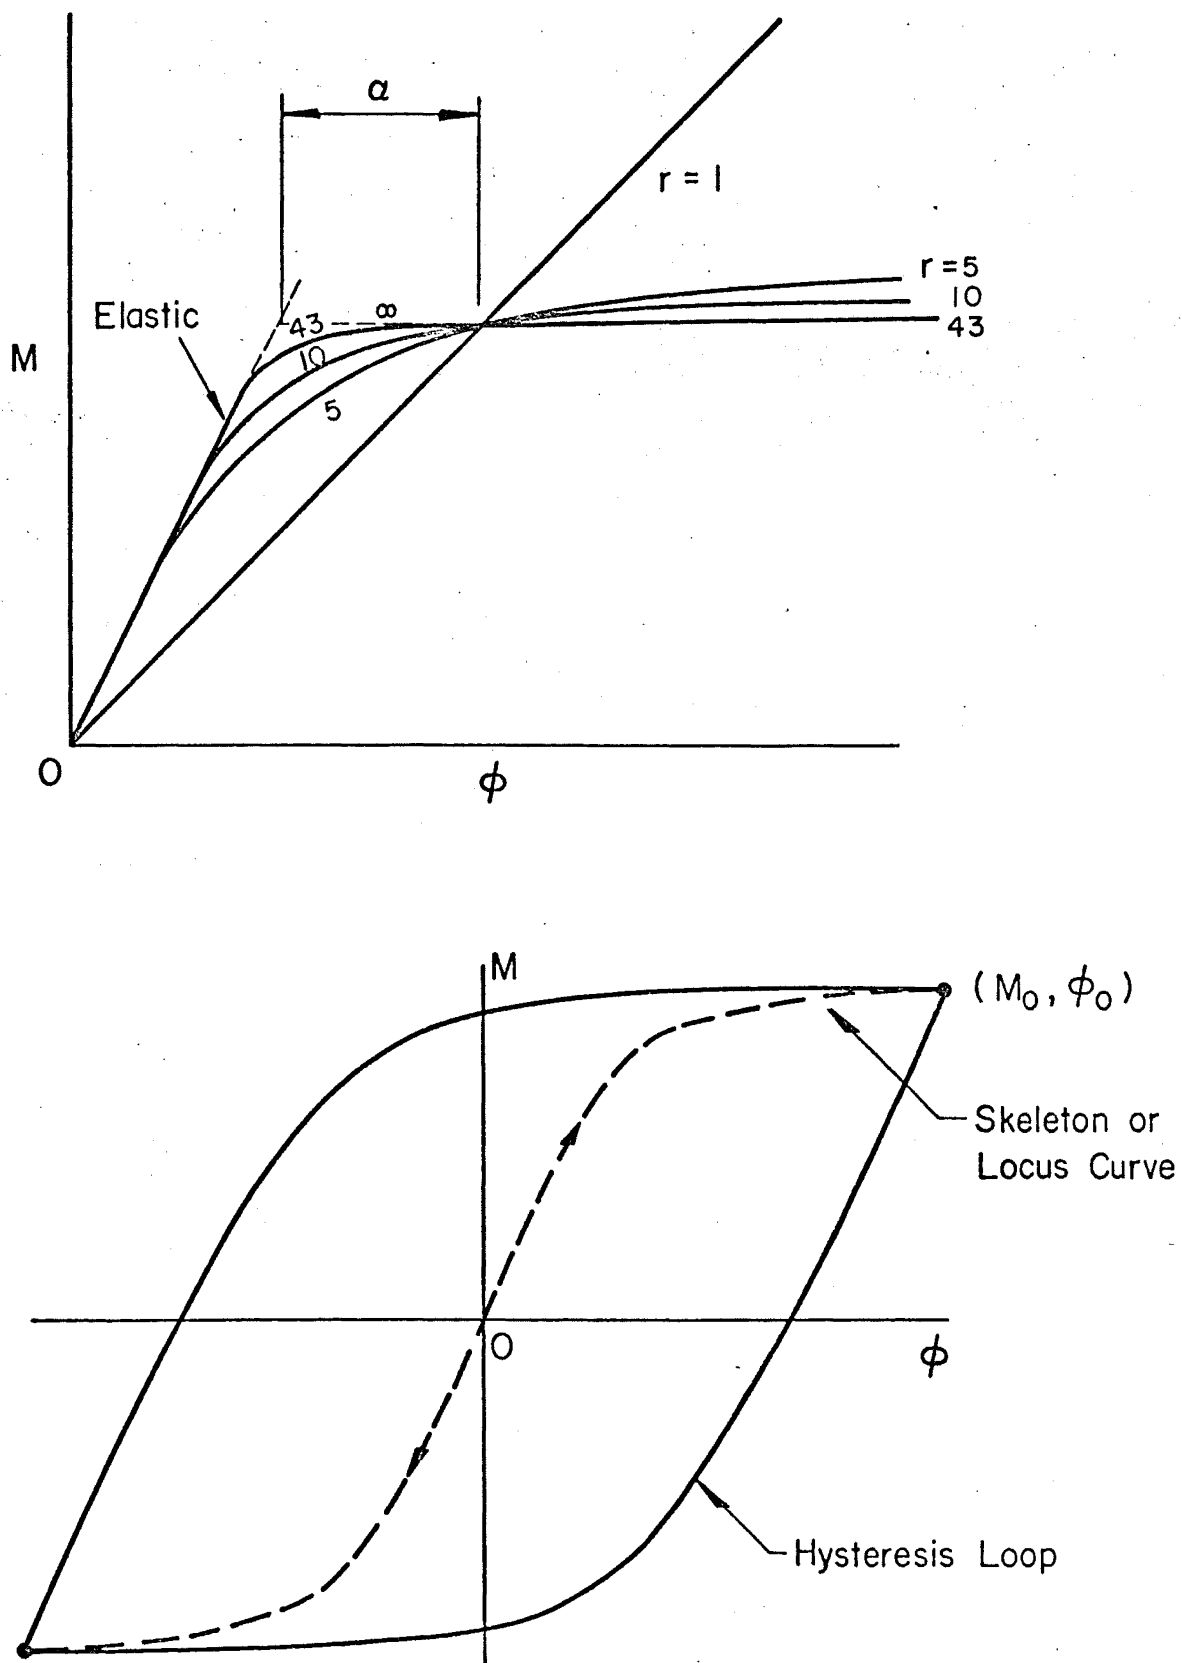 α
r = 1
r = 5
10
43
Elastic
43
∞
10
5
M
O
ϕ
M
(M₀, ϕ₀)
Skeleton or
Locus Curve
O
ϕ
Hysteresis Loop